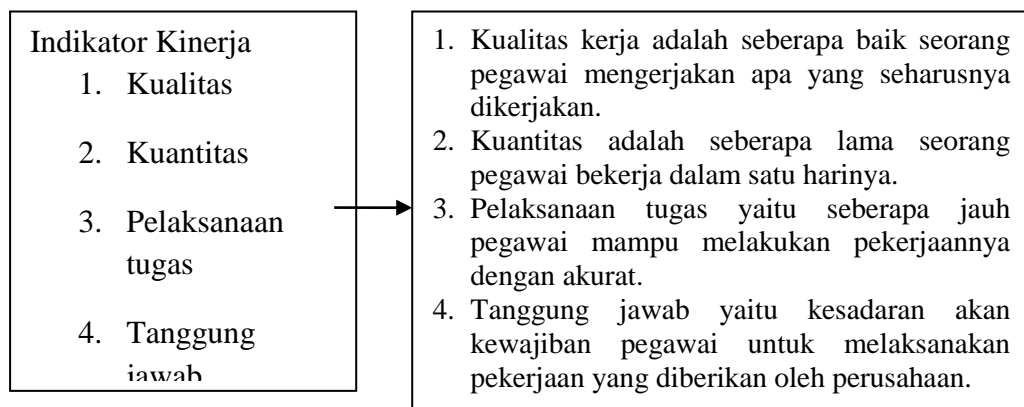 Indikator Kinerja
1. Kualitas
2. Kuantitas
3. Pelaksanaan
tugas
4. Tanggung
jawab
1. Kualitas kerja adalah seberapa baik seorang
pegawai mengerjakan apa yang seharusnya
dikerjakan.
2. Kuantitas adalah seberapa lama seorang
pegawai bekerja dalam satu harinya.
3. Pelaksanaan tugas yaitu seberapa jauh
pegawai mampu melakukan pekerjaannya
dengan akurat.
4. Tanggung jawab yaitu kesadaran akan
kewajiban pegawai untuk melaksanakan
pekerjaan yang diberikan oleh perusahaan.